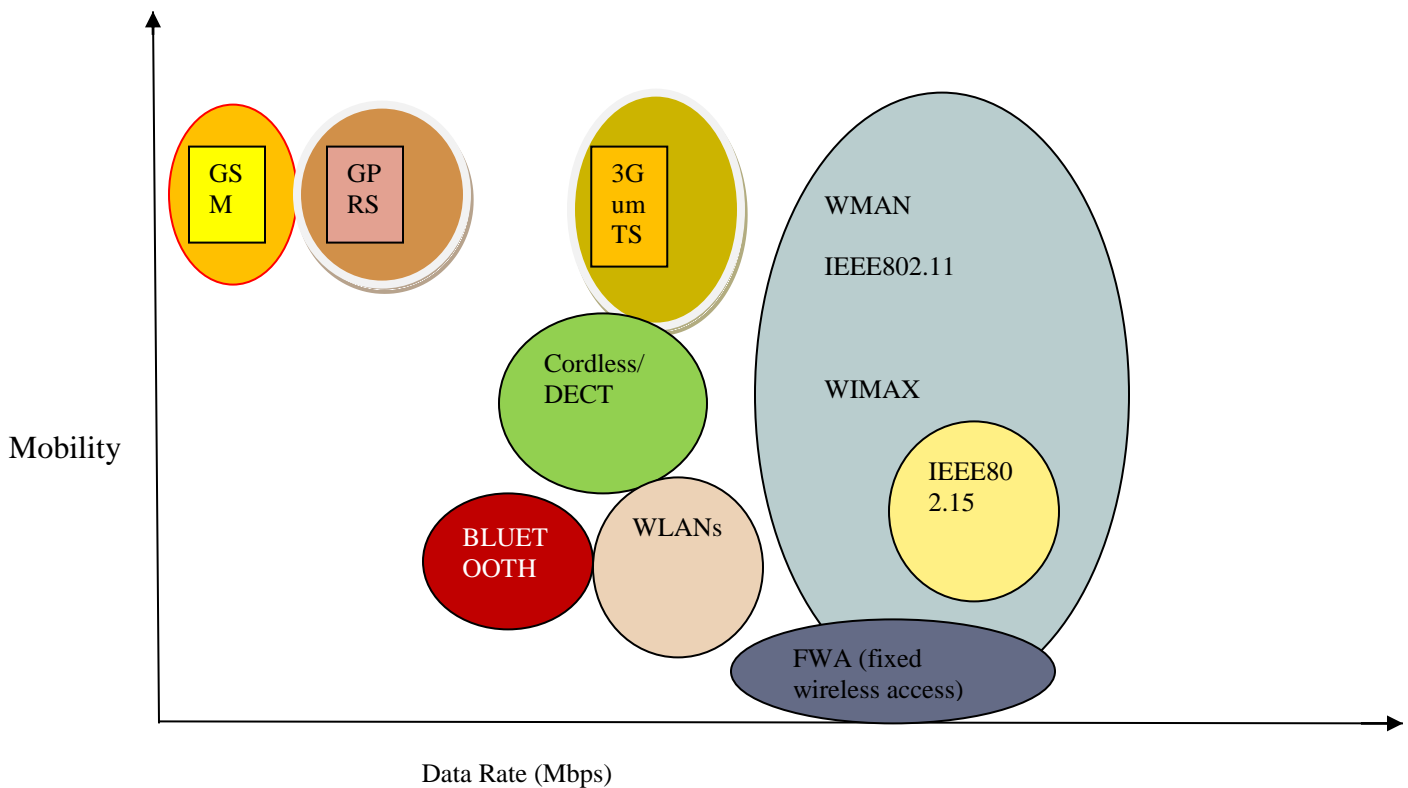 GS
M
GP
RS
3G
um
TS
WMAN
IEEE802.11
WIMAX
Cordless/
DECT
Mobility
IEEE80
2.15
BLUET
OOTH
WLANs
FWA (fixed
wireless access)
Data Rate (Mbps)